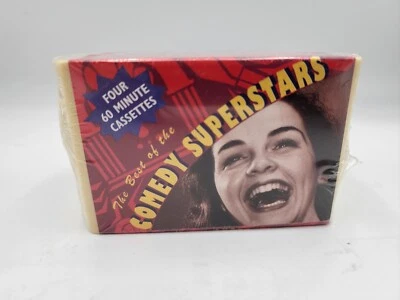 FOUR
60 MINUTE
CASSETTES
The Best of the
COMEDY SUPERSTARS